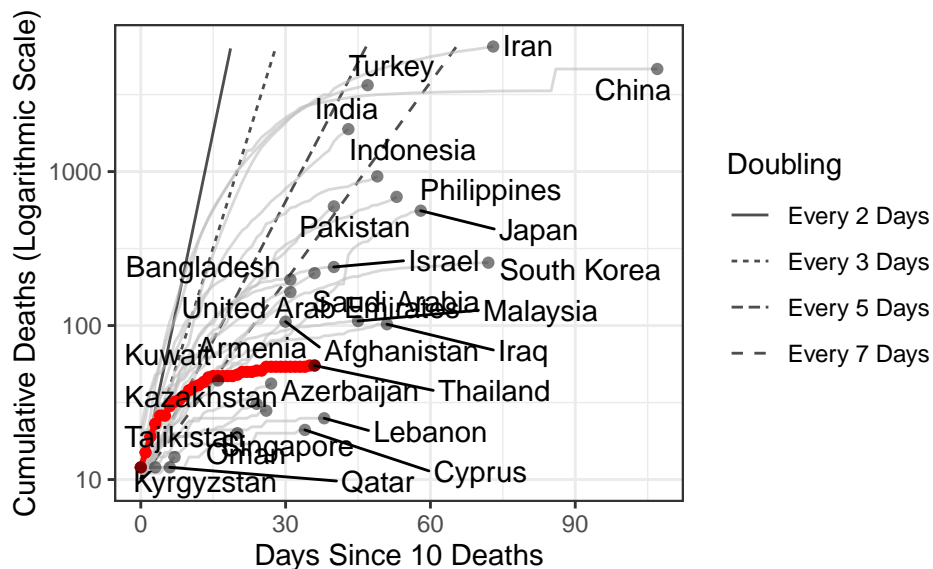 Cumulative Deaths (Logarithmic Scale)
1000
100
10
Iran
Turkey
China
India
Indonesia
Philippines
Pakistan
Japan
Bangladesh
Israel
South Korea
Saudi Arabia
United Arab Emirates
Malaysia
Kuwait
Armenia
Afghanistan
Iraq
Kazakhstan
Azerbaijan
Thailand
Tajikistan
Oman
Singapore
Lebanon
Kyrgyzstan
Qatar
Cyprus
0
30
60
90
Days Since 10 Deaths
Doubling
Every 2 Days
Every 3 Days
Every 5 Days
Every 7 Days